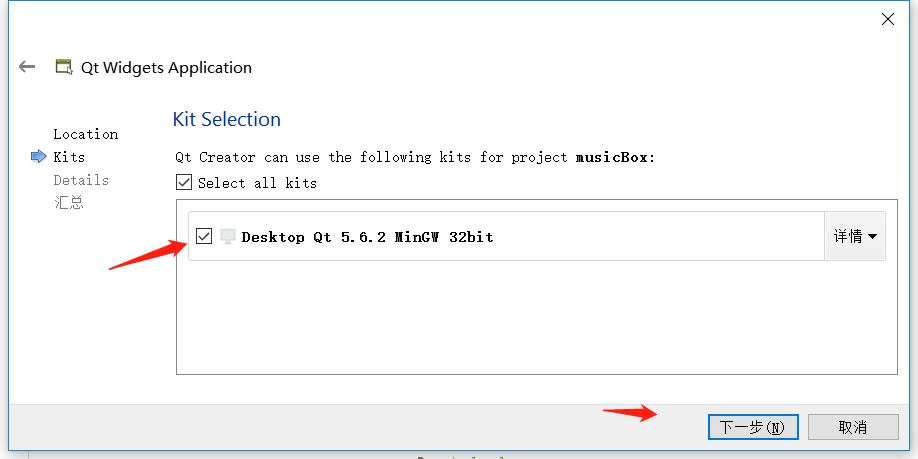 Qt Widgets Application
Kit Selection
Location
Kits
Details
汇总
Qt Creator can use the following kits for project musicBox:
Select all kits
Desktop Qt 5.6.2 MinGW 32bit
详情
下一步(N)
取消